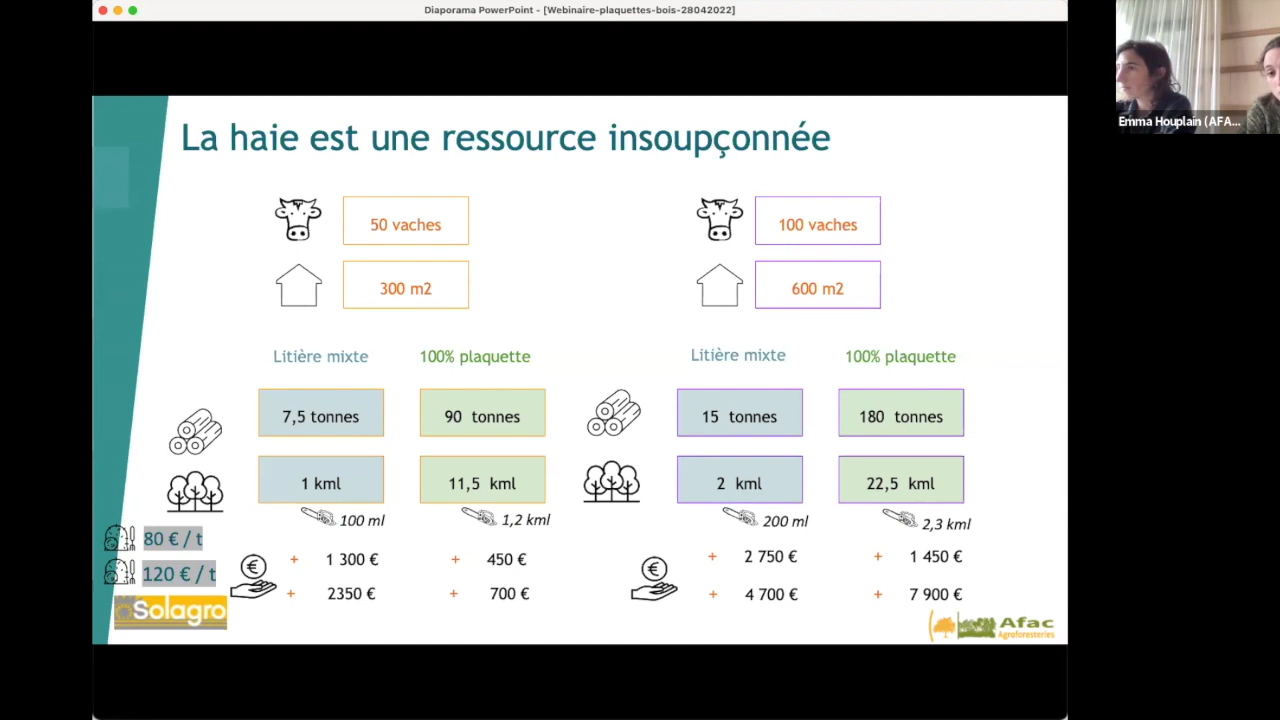 Diaporama PowerPoint - [Webinaire-plaquettes-bois-28042022]
Emma Houplain (AFA...
La haie est une ressource insoupçonnée
50 vaches
100 vaches
300 m2
600 m2
Litière mixte
100% plaquette
Litière mixte
100% plaquette
7,5 tonnes
90 tonnes
15 tonnes
180 tonnes
1 kml
11,5 kml
2 kml
22,5 kml
100 ml
1,2 kml
200 ml
2,3 kml
80 € / t
+ 1 300 €
+ 450 €
+ 2 750 €
+ 1 450 €
120 € / t
+ 2350 €
+ 700 €
+ 4 700 €
+ 7 900 €
Solagro
Afac
Agroforesteries